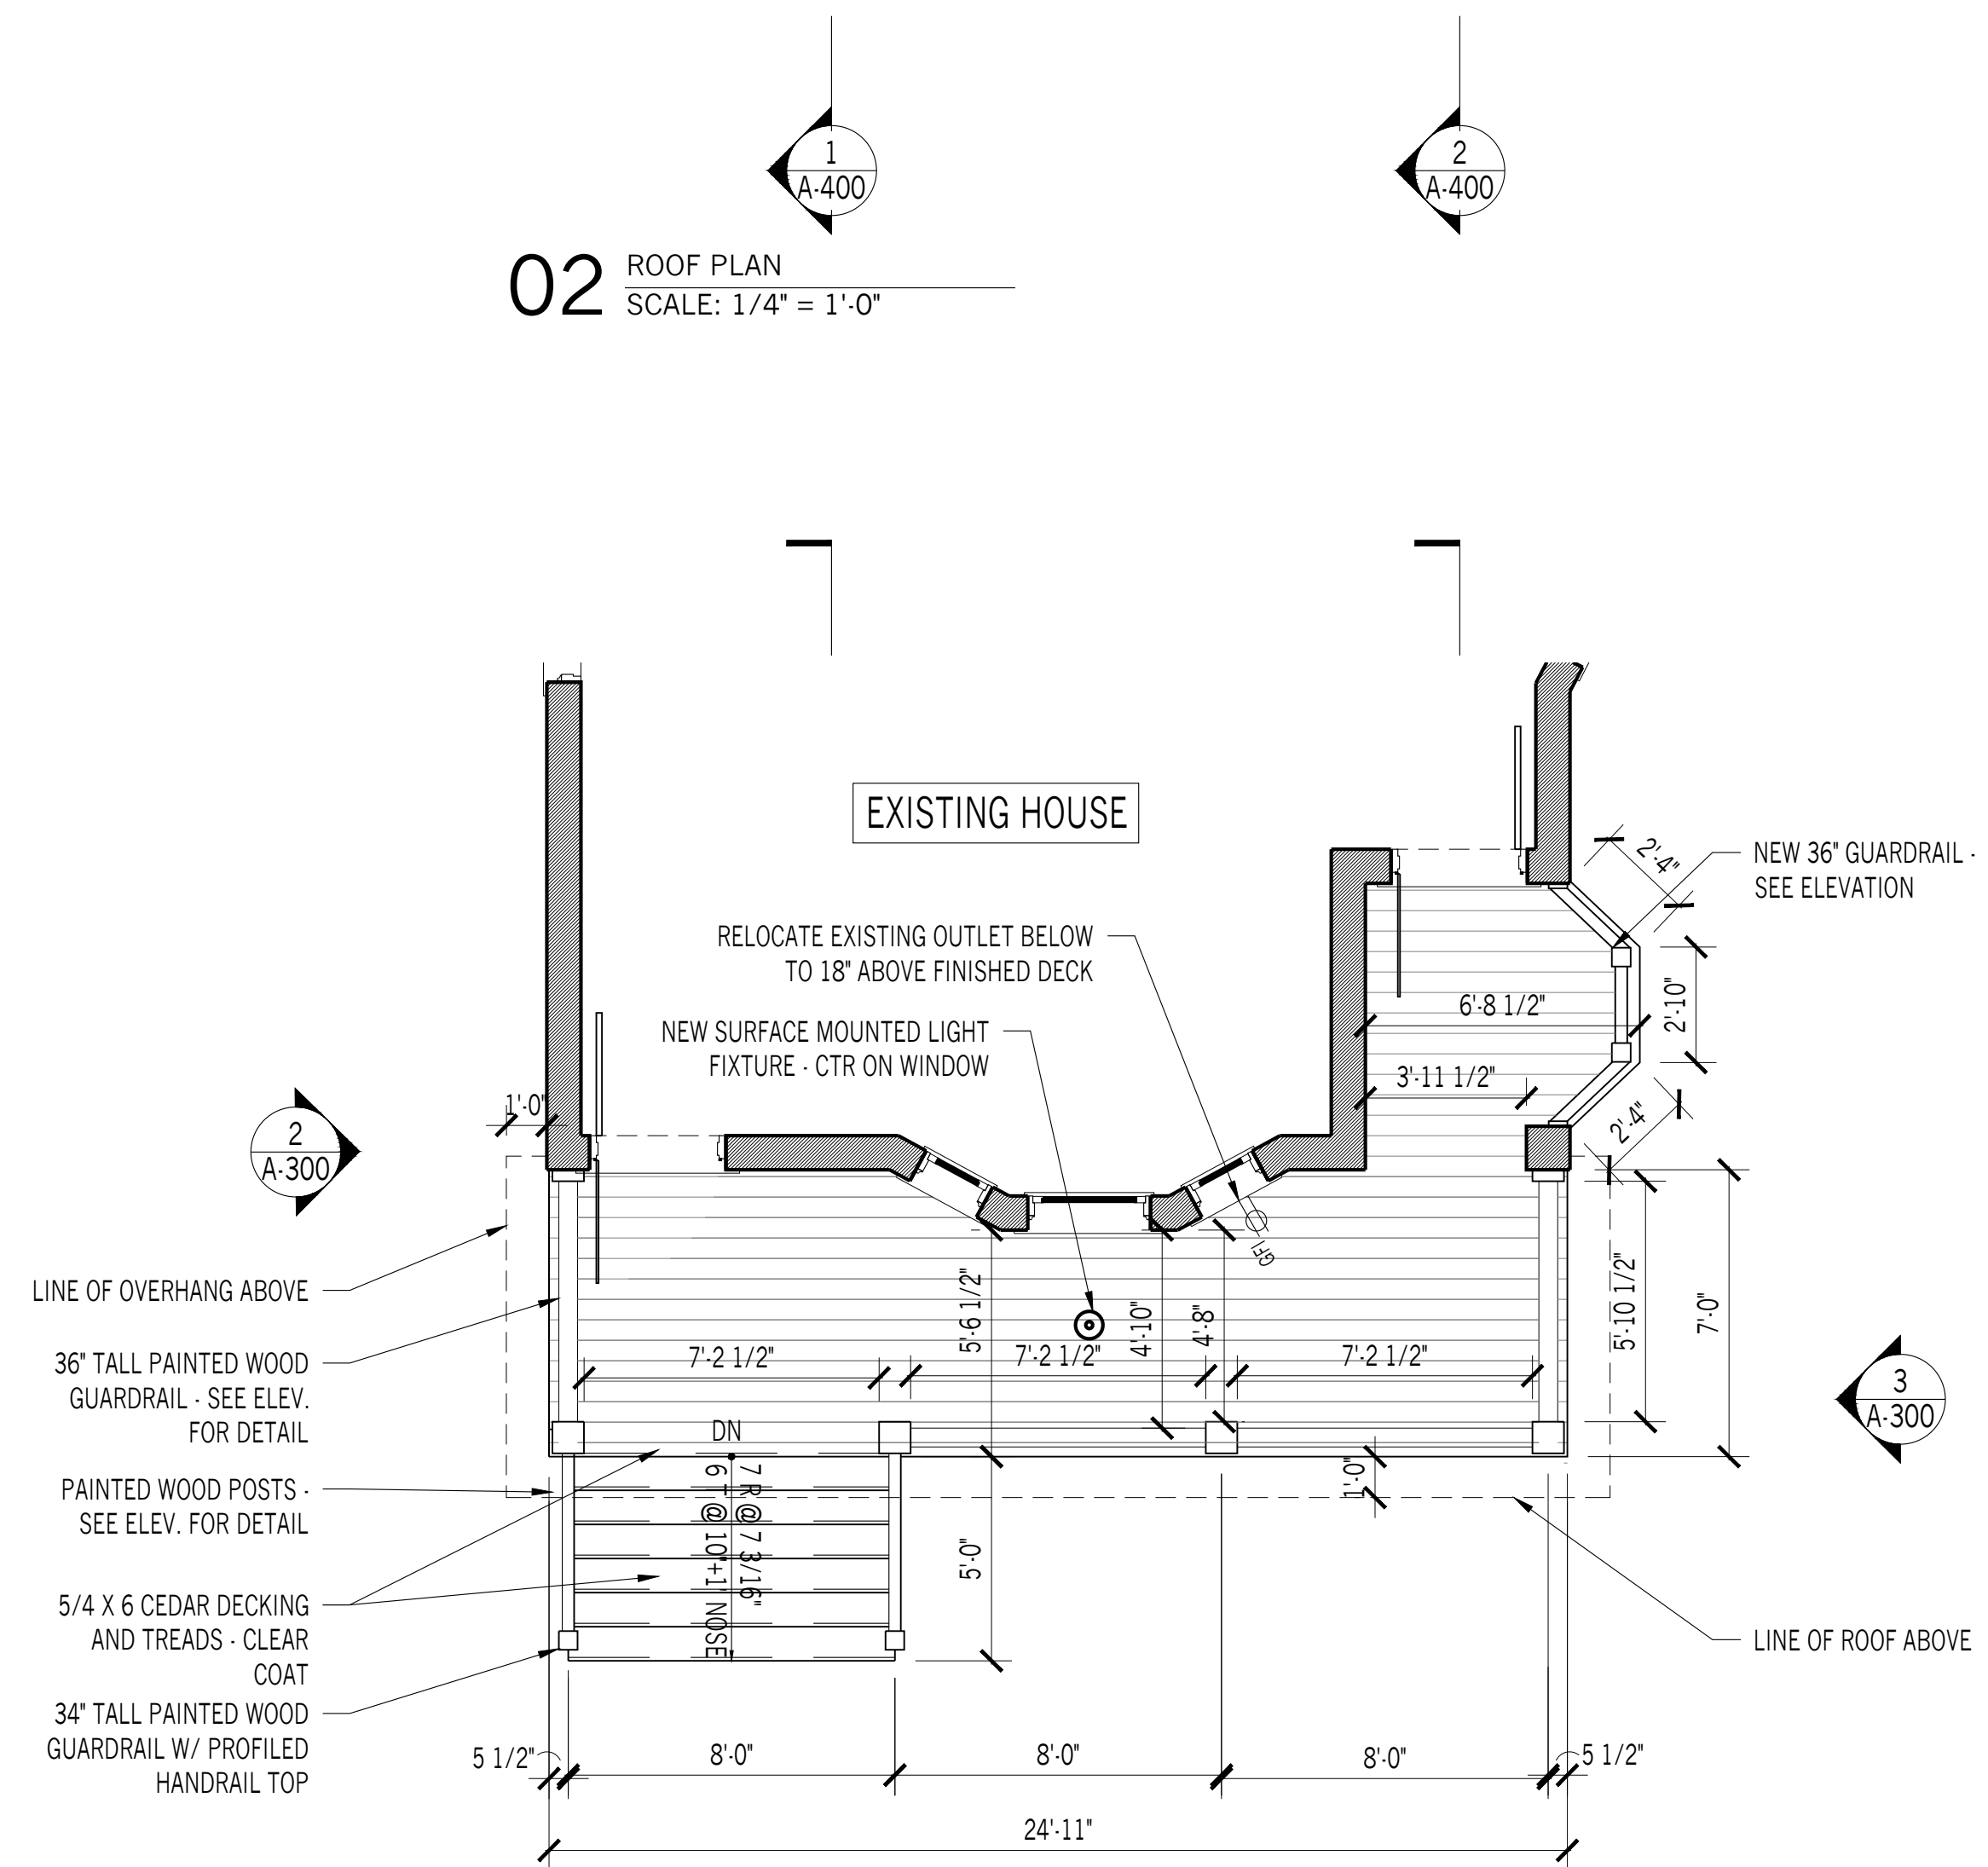 1
A-400
2
A-400
02
ROOF PLAN
SCALE: 1/4" = 1'-0"
EXISTING HOUSE
2'-4"
NEW 36" GUARDRAIL -
SEE ELEVATION
RELOCATE EXISTING OUTLET BELOW
TO 18" ABOVE FINISHED DECK
6'-8 1/2"
2'-10"
NEW SURFACE MOUNTED LIGHT
FIXTURE - CTR ON WINDOW
3'-11 1/2"
2'-4"
1'-0"
2
A-300
GFI
LINE OF OVERHANG ABOVE
5'-6 1/2"
4'-10"
4'-8"
5'-10 1/2"
7'-0"
36" TALL PAINTED WOOD
GUARDRAIL - SEE ELEV.
FOR DETAIL
7'-2 1/2"
7'-2 1/2"
7'-2 1/2"
3
A-300
DN
7 R @ 7 3/16"
6 T @ 10"+1" NOSE
1'-0"
PAINTED WOOD POSTS -
SEE ELEV. FOR DETAIL
5'-0"
5/4 X 6 CEDAR DECKING
AND TREADS - CLEAR
COAT
LINE OF ROOF ABOVE
34" TALL PAINTED WOOD
GUARDRAIL W/ PROFILED
HANDRAIL TOP
5 1/2"
8'-0"
8'-0"
8'-0"
5 1/2"
24'-11"